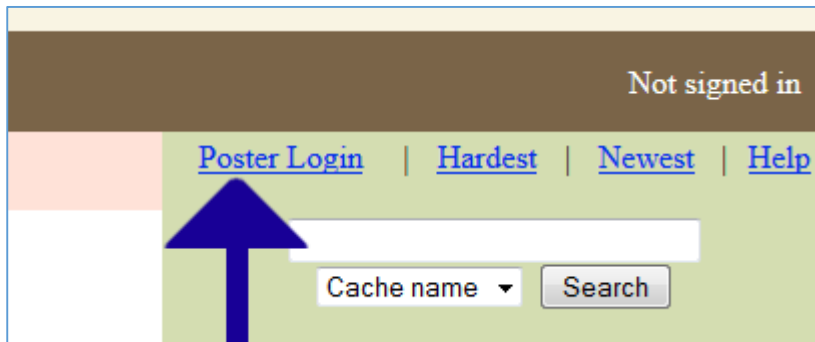 Not signed in
Poster Login | Hardest | Newest | Help
Cache name
Search